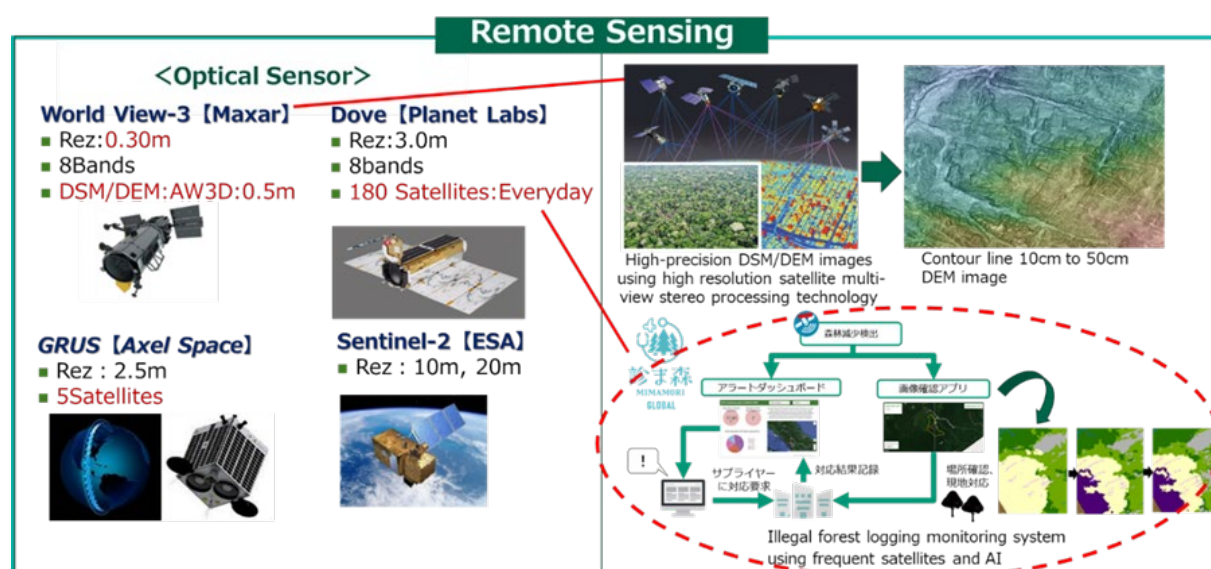 Remote Sensing
<Optical Sensor>
World View-3【Maxar】
■ Rez:0.30m
■ 8Bands
■ DSM/DEM:AW3D:0.5m
Dove【Planet Labs】
■ Rez:3.0m
■ 8bands
■ 180 Satellites:Everyday
GRUS【Axel Space】
■ Rez：2.5m
■ 5Satellites
Sentinel-2【ESA】
■ Rez：10m, 20m
High-precision DSM/DEM images
using high resolution satellite multi-
view stereo processing technology
Contour line 10cm to 50cm
DEM image
診ま森
MIMAMORI
GLOBAL
森林減少検出
アラートダッシュボード
画像確認アプリ
!
サプライヤー
に対応要求
対応結果記録
場所確認、
現地対応
Illegal forest logging monitoring system
using frequent satellites and AI